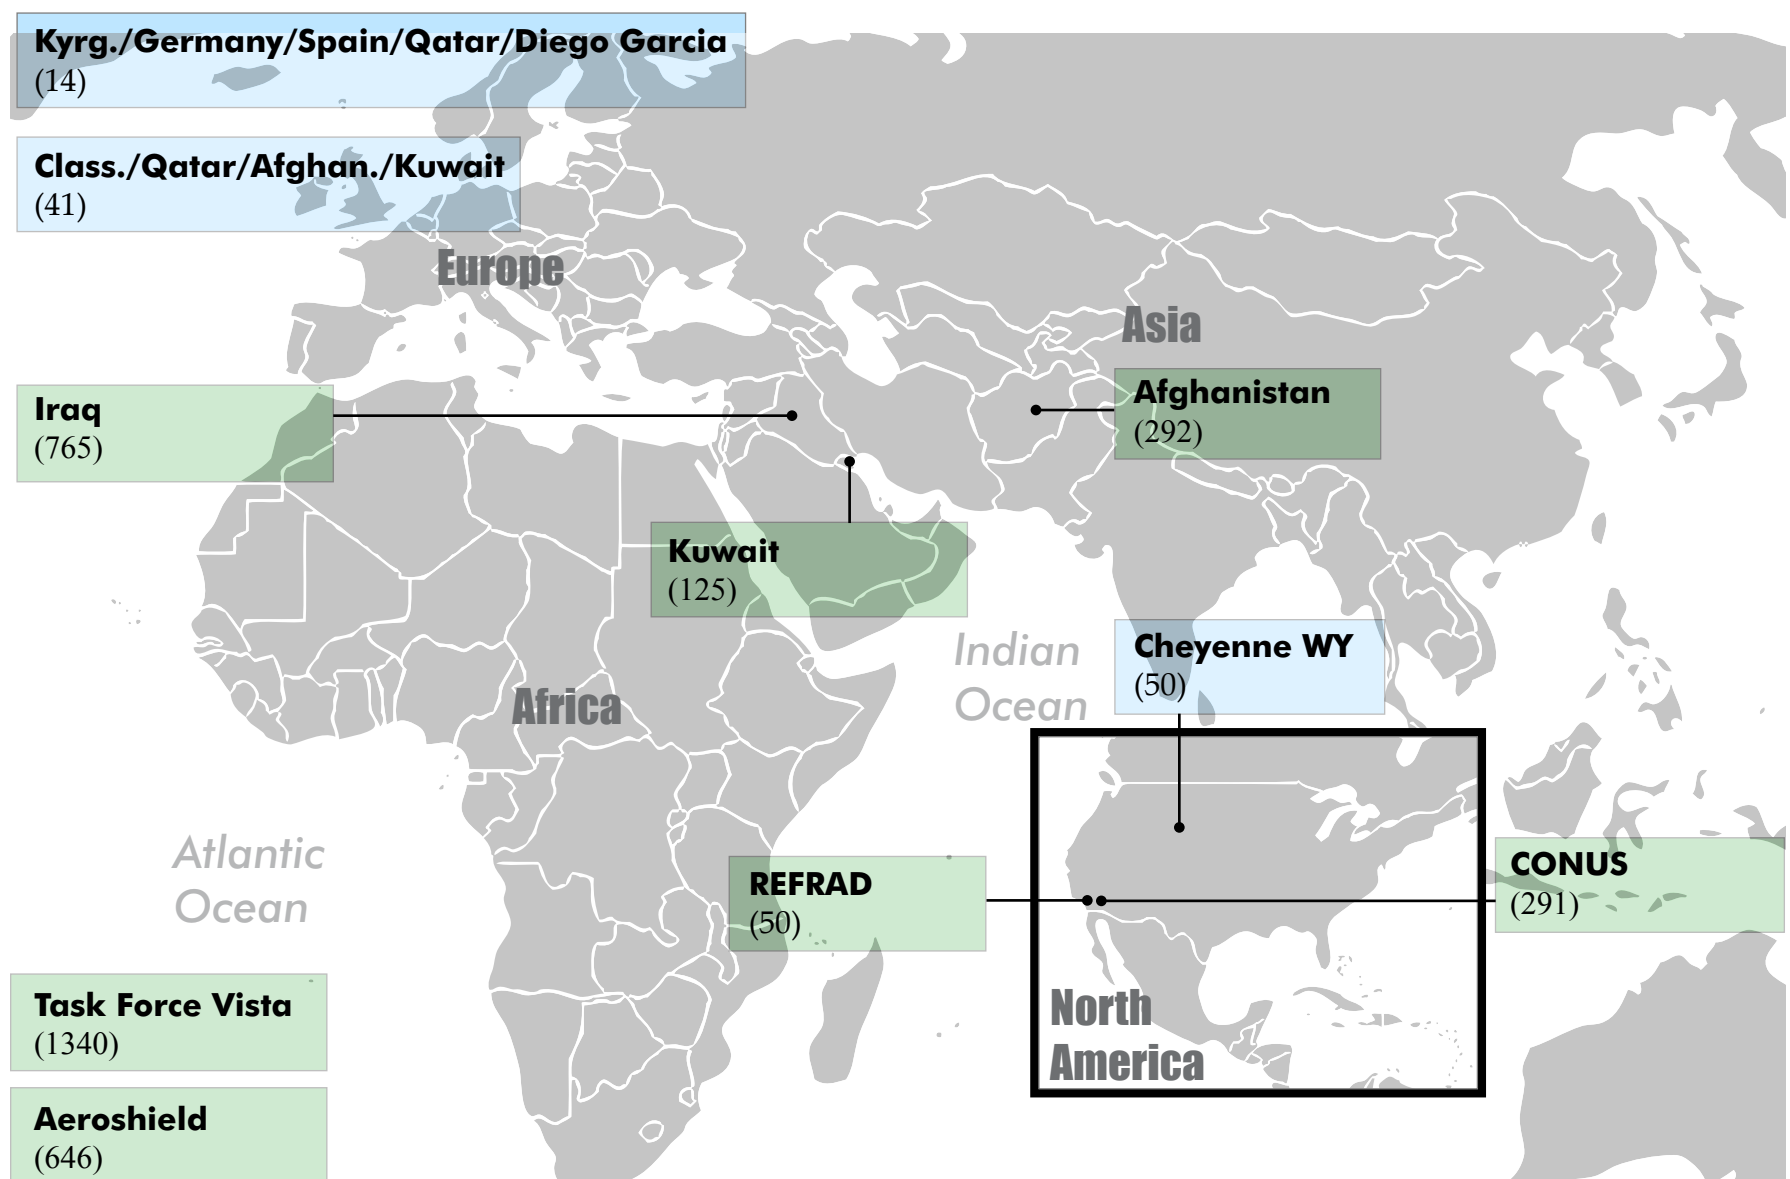 Kyrg./Germany/Spain/Qatar/Diego Garcia
(14)
Class./Qatar/Afghan./Kuwait
(41)
Europe
Asia
Iraq
(765)
Afghanistan
(292)
Kuwait
(125)
Indian
Ocean
Cheyenne WY
(50)
Africa
Atlantic
Ocean
REFRAD
(50)
CONUS
(291)
North
America
Task Force Vista
(1340)
Aeroshield
(646)